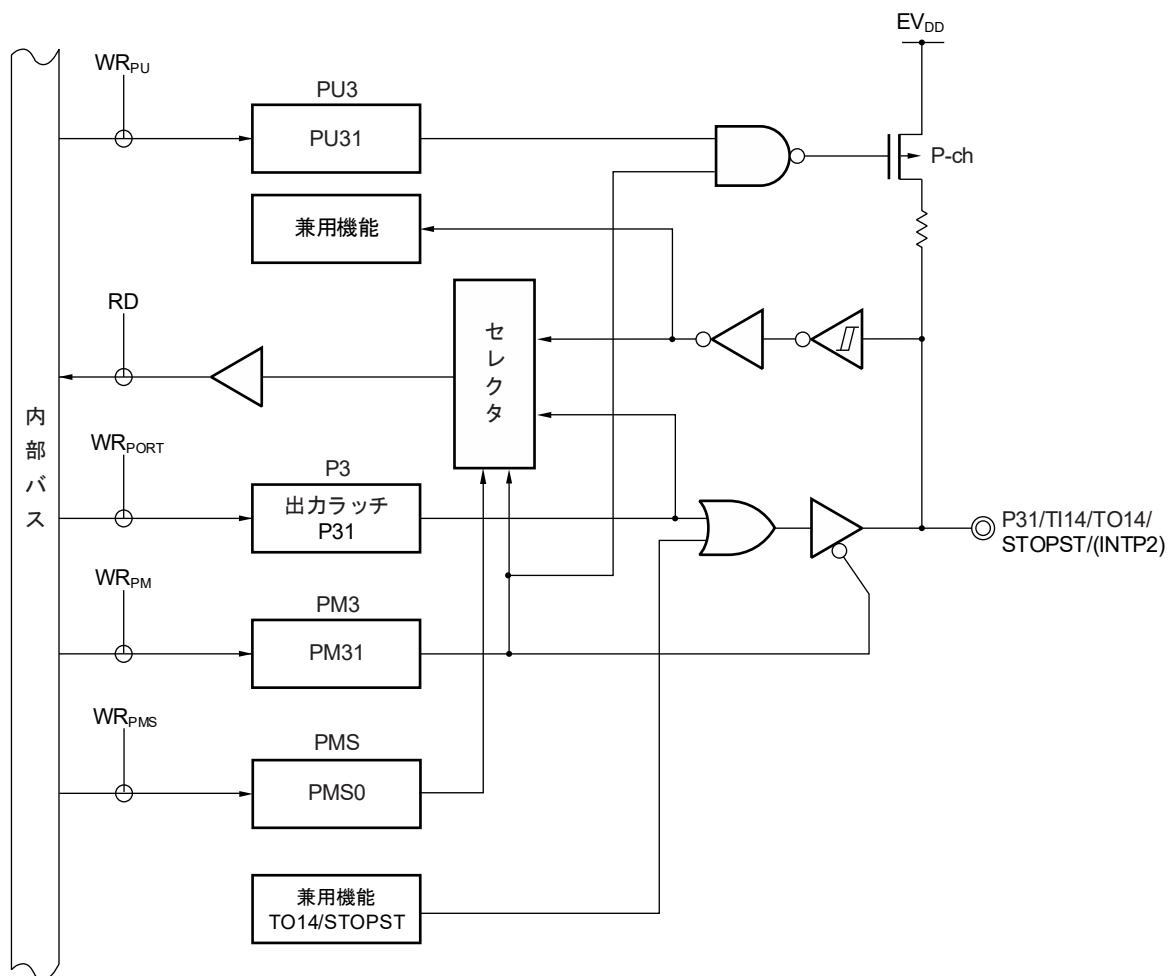 EVDD
WRPU
PU3
PU31
P-ch
兼用機能
RD
セレクタ
内部バス
WRPORT
P3
出力ラッチ
P31
P31/TI14/TO14/
STOPST/(INTP2)
WRPM
PM3
PM31
WRPMS
PMS
PMS0
兼用機能
TO14/STOPST